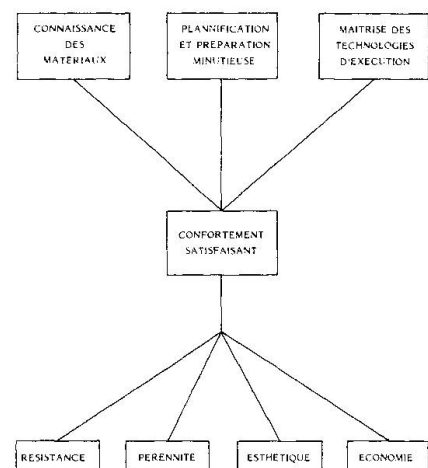 CONNAISSANCE
DES
MATERIAUX
PLANNIFICATION
ET PREPARATION
MINUTIEUSE
MAITRISE DES
TECHNOLOGIES
D'EXECUTION
CONFORTEMENT
SATISFAISANT
RESISTANCE
PERENNITE
ESTHETIQUE
ECONOMIE